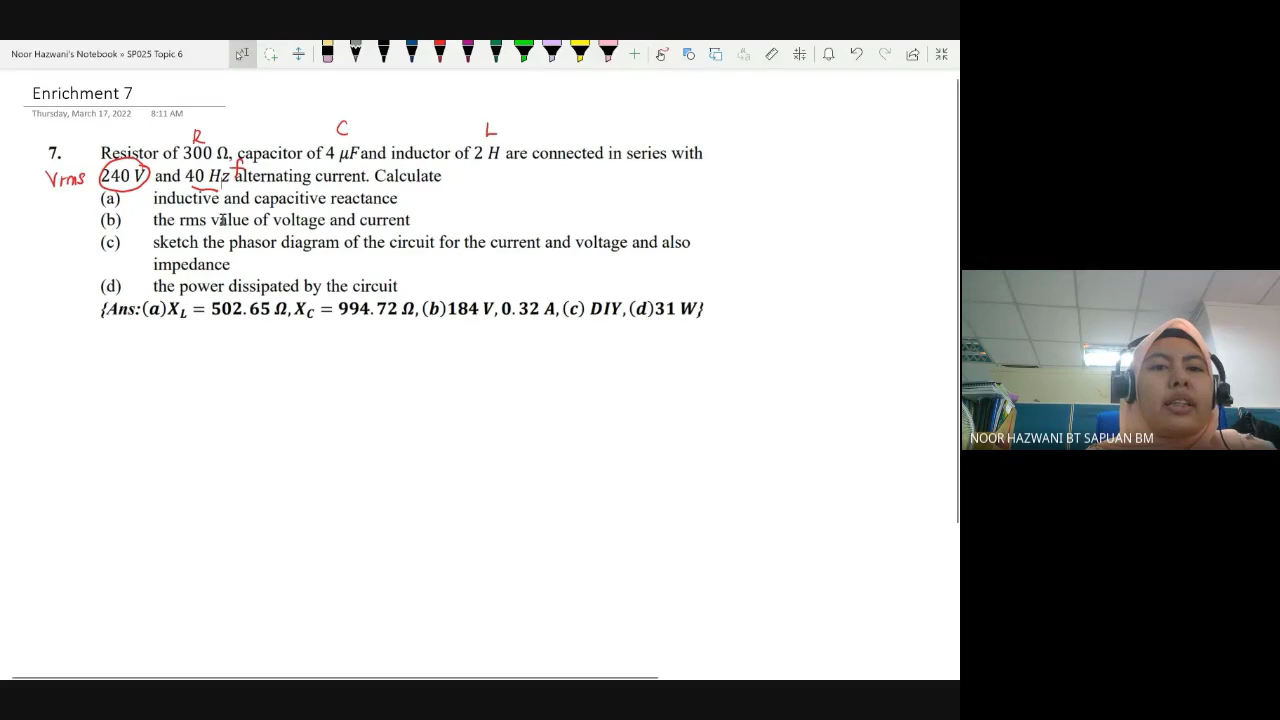 Noor Hazwani's Notebook » SP025 Topic 6
Enrichment 7
Thursday, March 17, 2022 8:11 AM
R C L
7. Resistor of 300 Ω, capacitor of 4 μF and inductor of 2 H are connected in series with
Vrms 240 V and 40 Hz f alternating current. Calculate
(a) inductive and capacitive reactance
(b) the rms value of voltage and current
(c) sketch the phasor diagram of the circuit for the current and voltage and also
impedance
(d) the power dissipated by the circuit
{Ans:(a)X_L = 502.65 Ω, X_C = 994.72 Ω, (b)184 V, 0.32 A, (c) DIY, (d)31 W}
NOOR HAZWANI BT SAPUAN BM